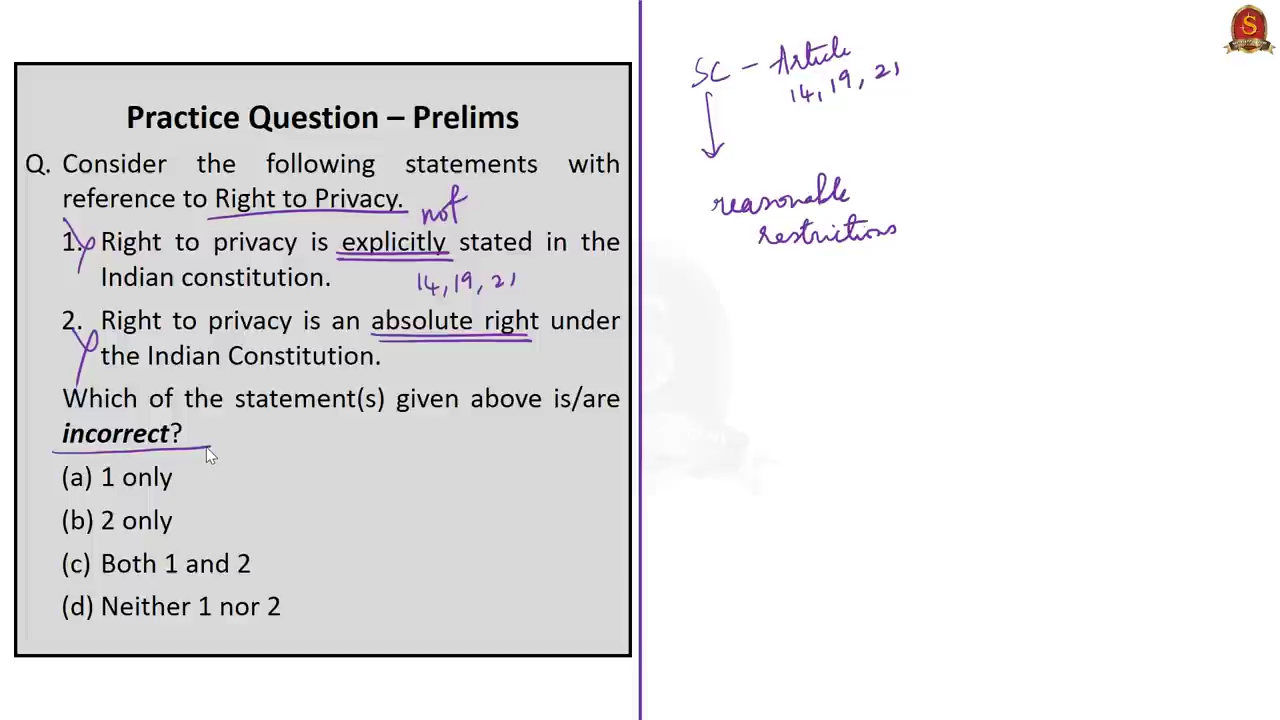 Practice Question – Prelims
Q. Consider the following statements with
reference to Right to Privacy.
not
1. Right to privacy is explicitly stated in the
Indian constitution.
14, 19, 21
2. Right to privacy is an absolute right under
the Indian Constitution.
Which of the statement(s) given above is/are
incorrect?
(a) 1 only
(b) 2 only
(c) Both 1 and 2
(d) Neither 1 nor 2
SC – Article
14, 19, 21
reasonable
restrictions
S